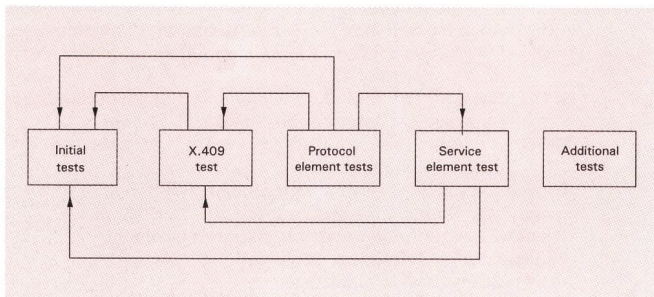 Initial
tests
X.409
test
Protocol
element tests
Service
element test
Additional
tests